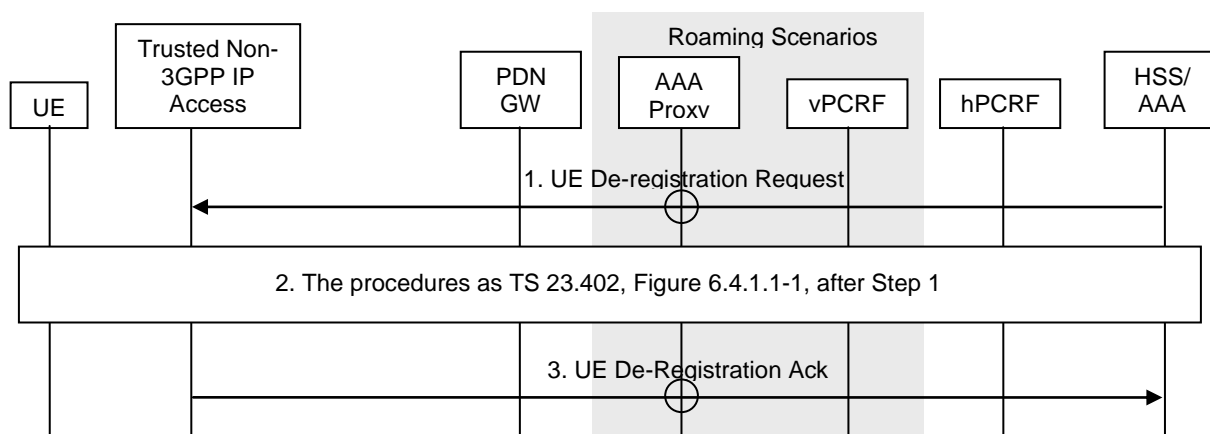 Roaming Scenarios
UE
Trusted Non-
3GPP IP
Access
PDN
GW
AAA
Proxy
vPCRF
hPCRF
HSS/
AAA
1. UE De-registration Request
2. The procedures as TS 23.402, Figure 6.4.1.1-1, after Step 1
3. UE De-Registration Ack